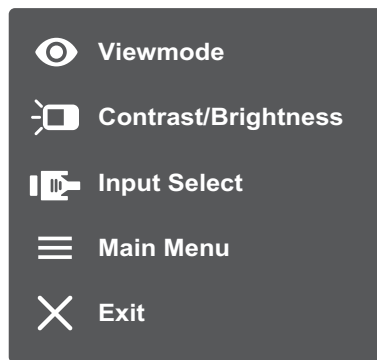 Viewmode
Contrast/Brightness
Input Select
Main Menu
Exit